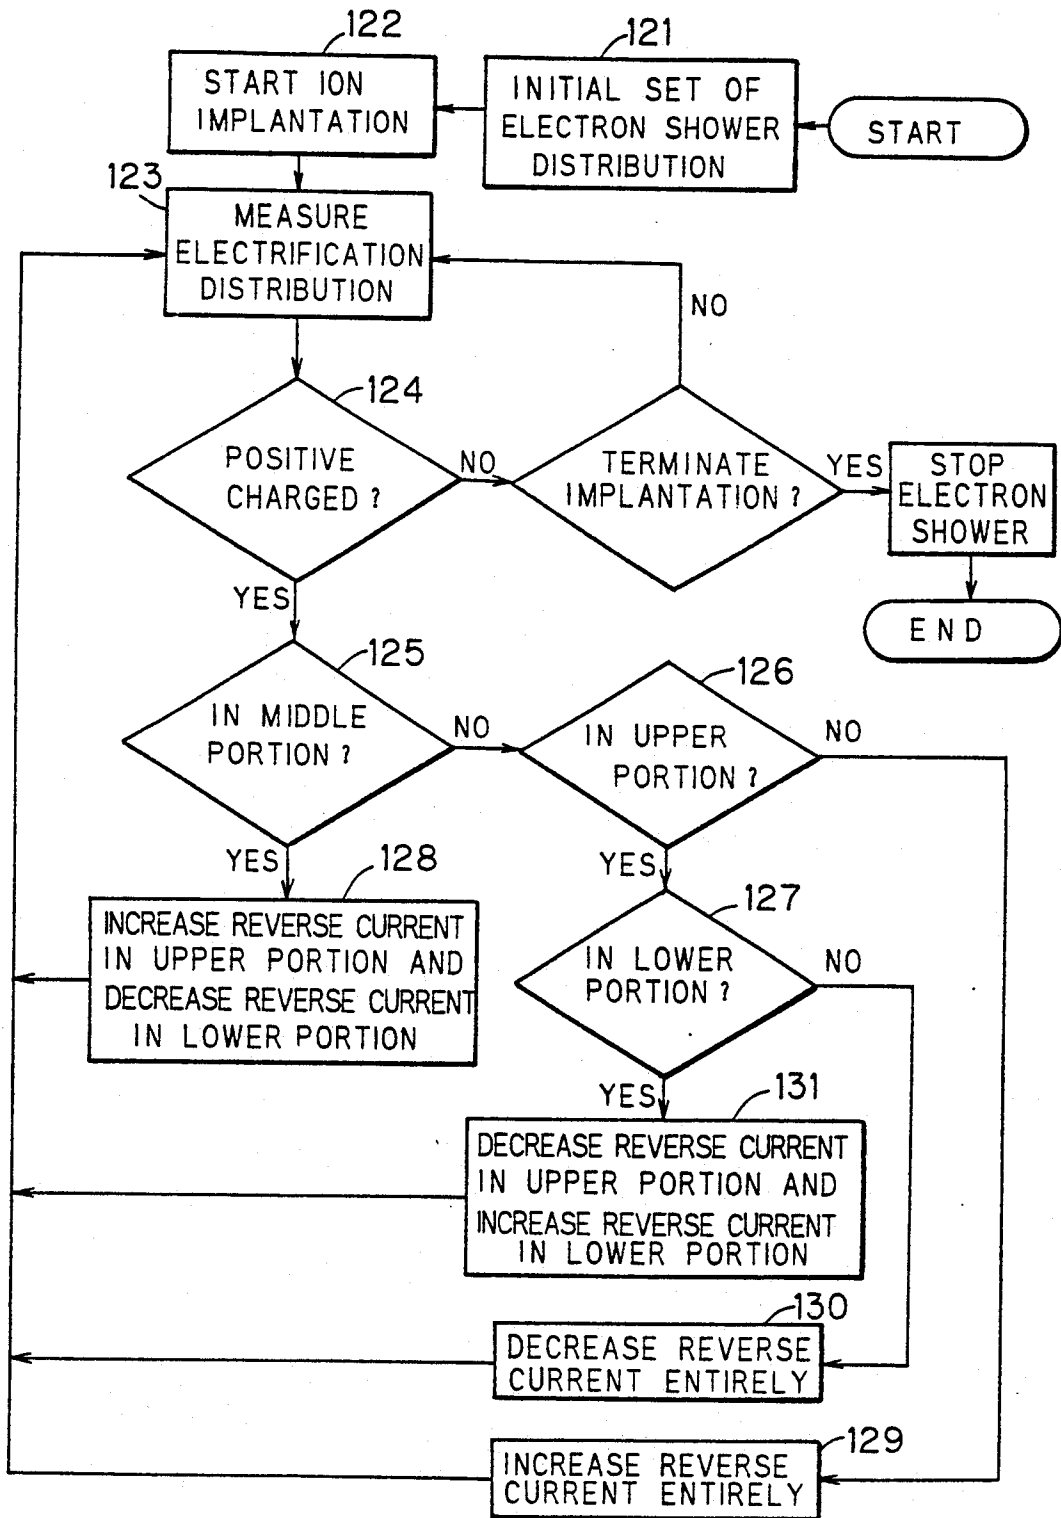 122
121
START ION
IMPLANTATION
INITIAL SET OF
ELECTRON SHOWER
DISTRIBUTION
START
123
MEASURE
ELECTRIFICATION
DISTRIBUTION
NO
124
POSITIVE
CHARGED ?
NO
TERMINATE
IMPLANTATION ?
YES
STOP
ELECTRON
SHOWER
YES
END
125
126
IN MIDDLE
PORTION ?
NO
IN UPPER
PORTION ?
NO
YES
128
YES
127
INCREASE REVERSE CURRENT
IN UPPER PORTION AND
DECREASE REVERSE CURRENT
IN LOWER PORTION
IN LOWER
PORTION ?
NO
YES
131
DECREASE REVERSE CURRENT
IN UPPER PORTION AND
INCREASE REVERSE CURRENT
IN LOWER PORTION
130
DECREASE REVERSE
CURRENT ENTIRELY
129
INCREASE REVERSE
CURRENT ENTIRELY